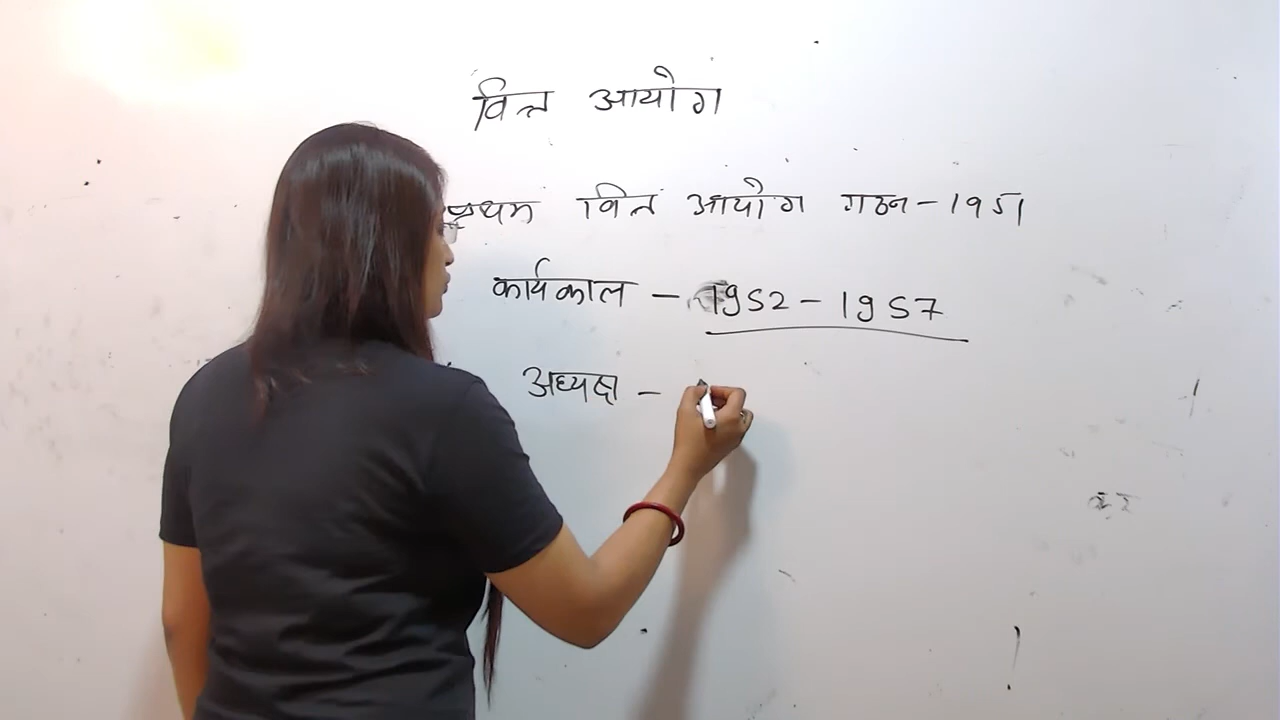 वित्त आयोग
प्रथम वित्त आयोग गठन - 1951
कार्यकाल - 1952 - 1957
अध्यक्ष -